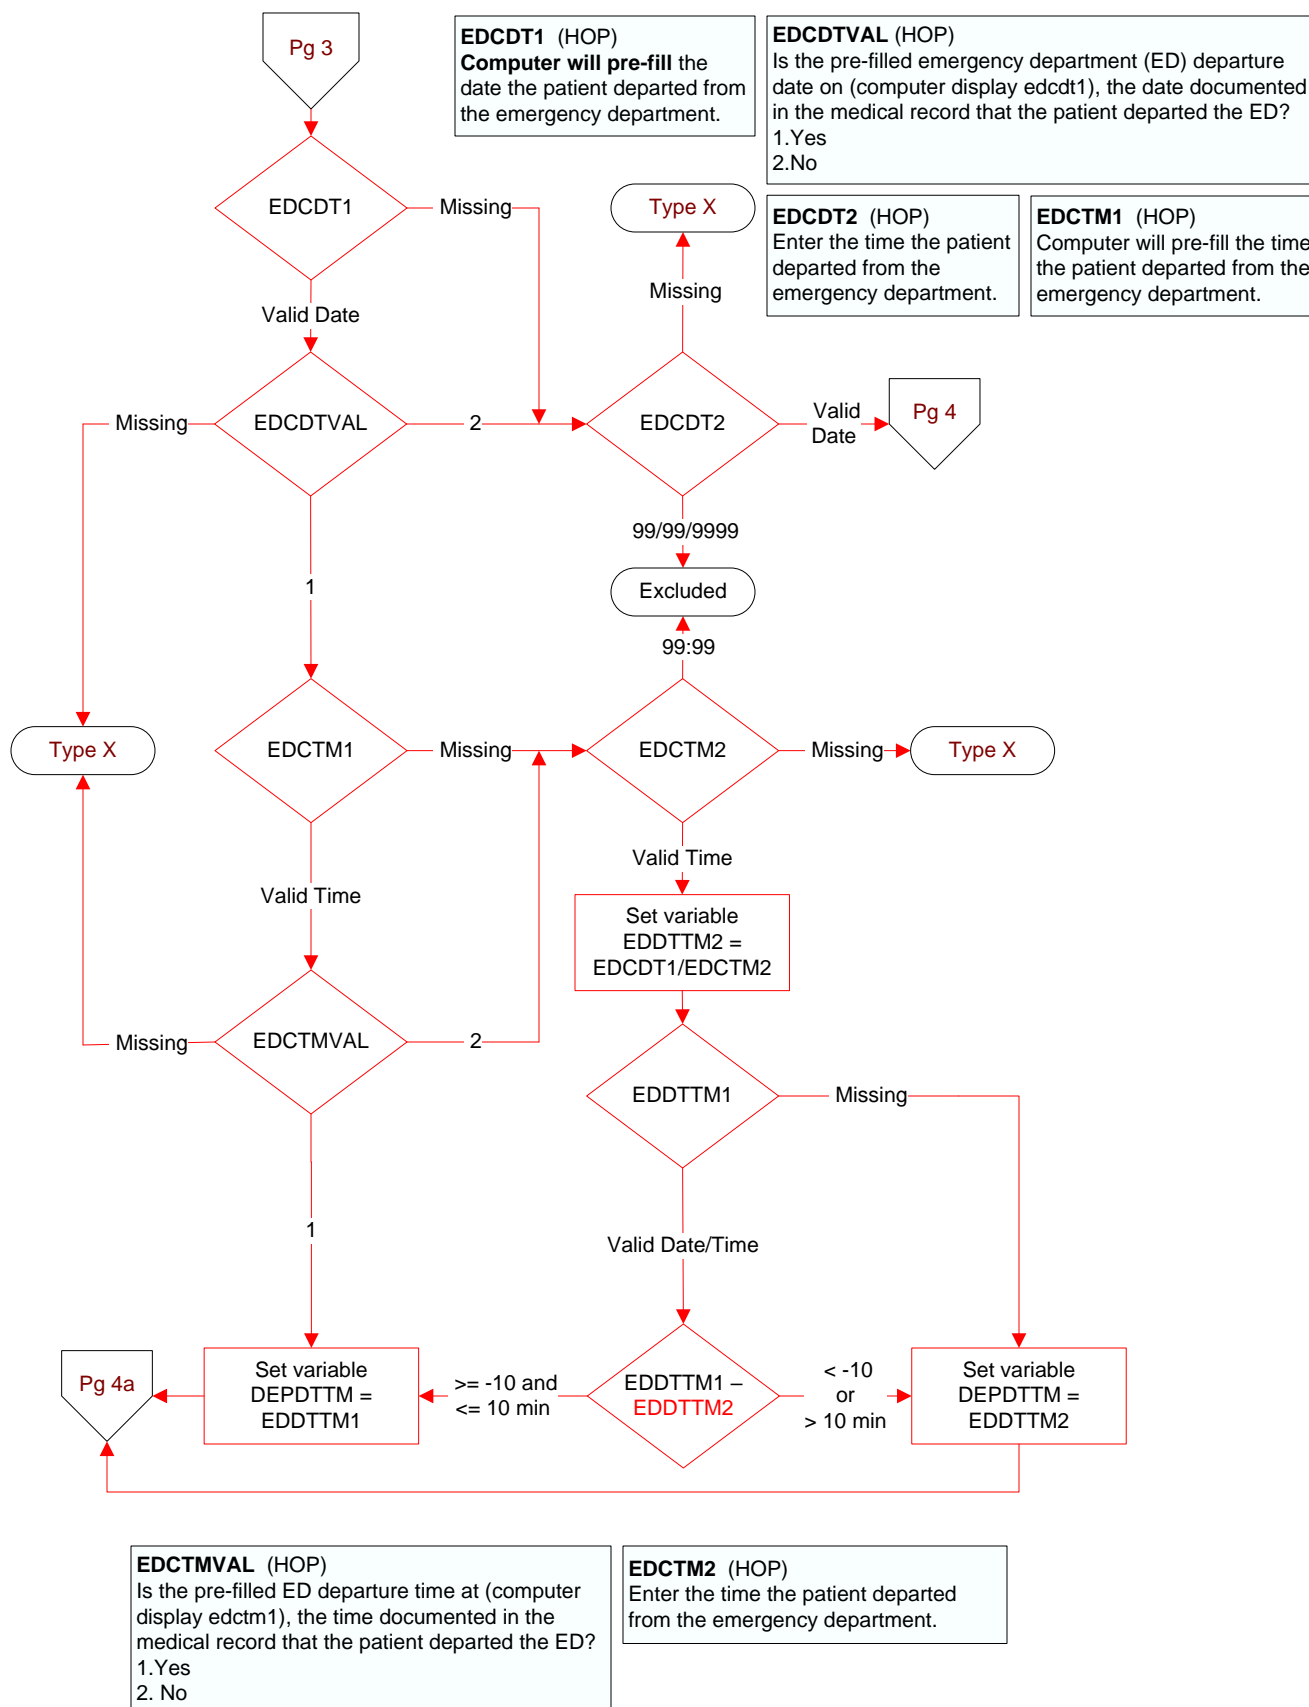 Pg 3
EDCDT1 (HOP)
Computer will pre-fill the
date the patient departed from
the emergency department.
EDCDTVAL (HOP)
Is the pre-filled emergency department (ED) departure
date on (computer display edcdt1), the date documented
in the medical record that the patient departed the ED?
1.Yes
2.No
EDCDT1
Missing
Type X
EDCDT2 (HOP)
Enter the time the patient
departed from the
emergency department.
EDCTM1 (HOP)
Computer will pre-fill the time
the patient departed from the
emergency department.
Missing
Valid Date
Missing
EDCDTVAL
2
EDCDT2
Valid
Date
Pg 4
99/99/9999
1
Excluded
99:99
Type X
EDCTM1
Missing
EDCTM2
Missing
Type X
Valid Time
Valid Time
Set variable
EDDTTM2 =
EDCDT1/EDCTM2
Missing
EDCTMVAL
2
EDDTTM1
Missing
1
Valid Date/Time
Pg 4a
Set variable
DEPDTTM =
EDDTTM1
>= -10 and
<= 10 min
EDDTTM1 –
EDDTTM2
< -10
or
> 10 min
Set variable
DEPDTTM =
EDDTTM2
EDCTMVAL (HOP)
Is the pre-filled ED departure time at (computer
display edctm1), the time documented in the
medical record that the patient departed the ED?
1.Yes
2. No
EDCTM2 (HOP)
Enter the time the patient departed
from the emergency department.